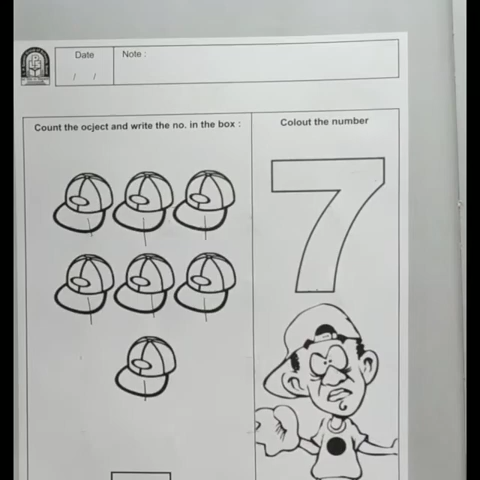 Date
Note :
/ /
Count the ocject and write the no. in the box :
Colout the number
7